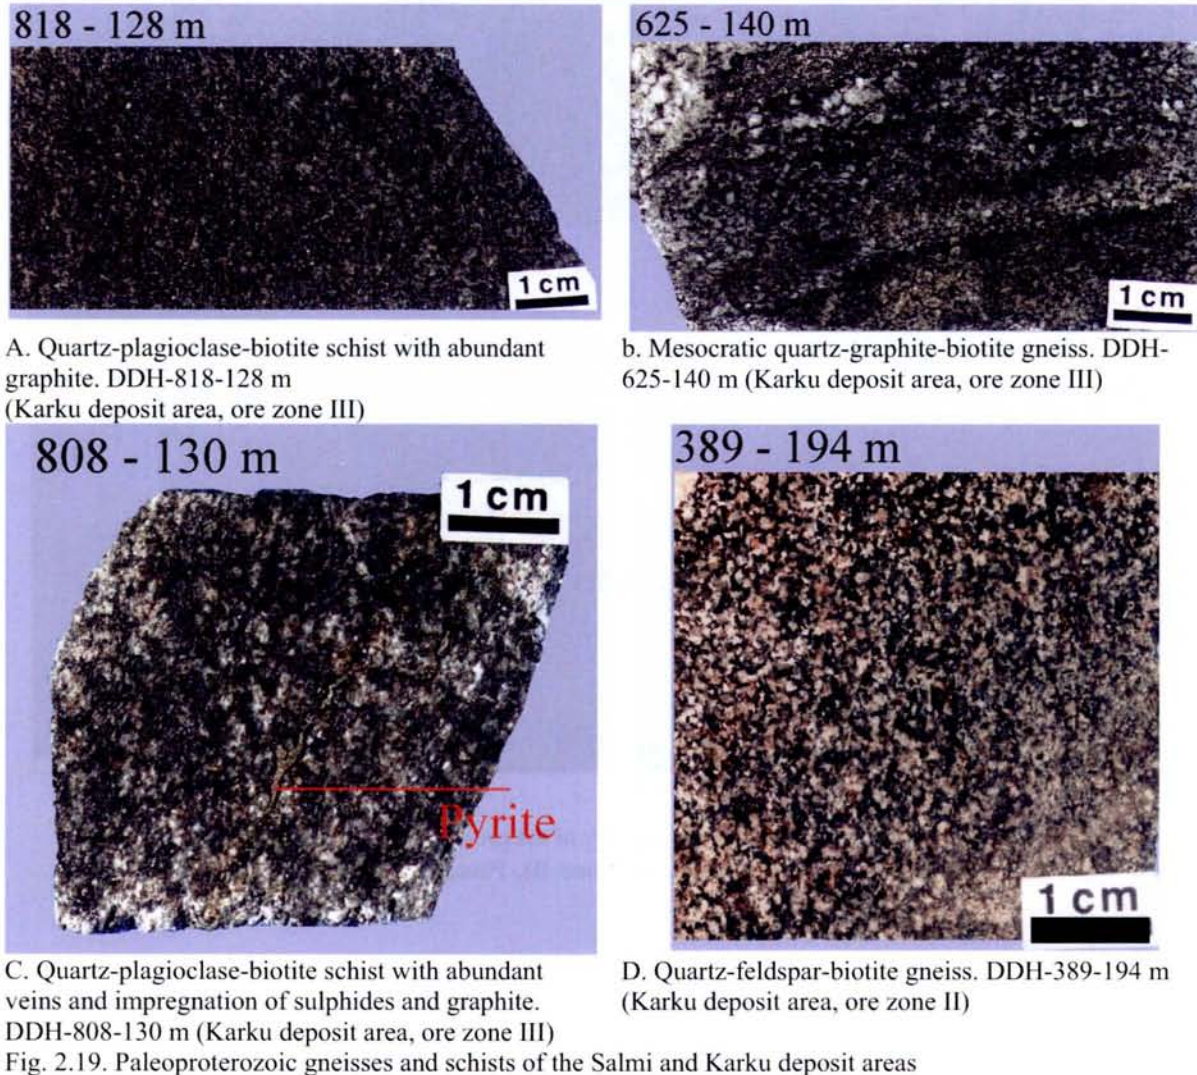 818 - 128 m
625 - 140 m
1 cm
1 cm
A. Quartz-plagioclase-biotite schist with abundant
graphite. DDH-818-128 m
(Karku deposit area, ore zone III)
b. Mesocratic quartz-graphite-biotite gneiss. DDH-
625-140 m (Karku deposit area, ore zone III)
808 - 130 m
1 cm
Pyrite
389 - 194 m
1 cm
C. Quartz-plagioclase-biotite schist with abundant
veins and impregnation of sulphides and graphite.
DDH-808-130 m (Karku deposit area, ore zone III)
D. Quartz-feldspar-biotite gneiss. DDH-389-194 m
(Karku deposit area, ore zone II)
Fig. 2.19. Paleoproterozoic gneisses and schists of the Salmi and Karku deposit areas